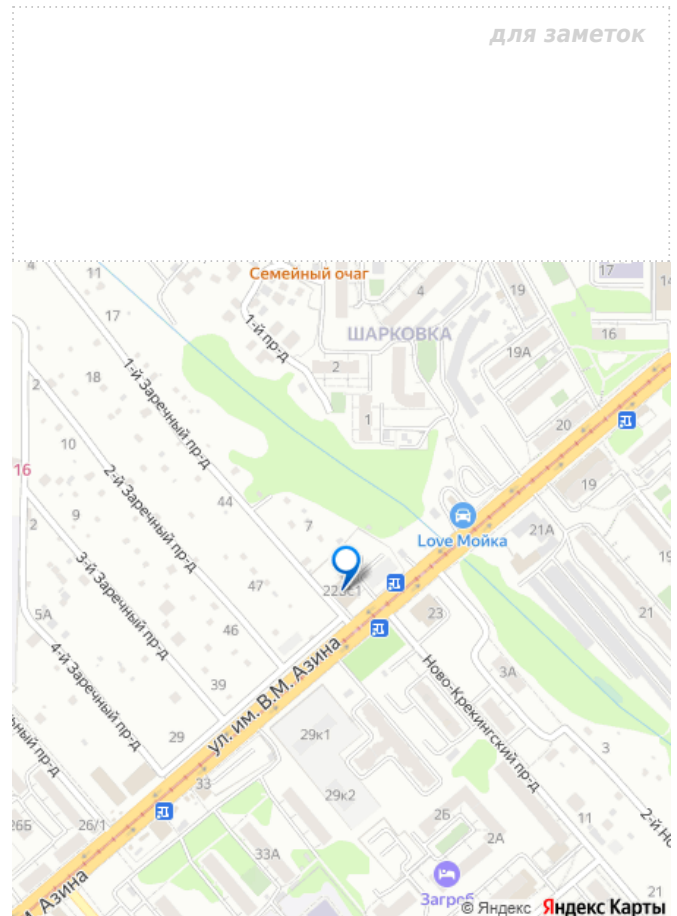 для заметок
4
11
Семейный очаг
4
19
17
17
1-й пр-д
ШАРКОВКА
16
19А
2
2
18
1-й Заречный пр-д
1
20
10
16
2-й Заречный пр-д
19
44
2
9
7
Love Мойка
21А
3-й Заречный пр-д
47
5А
23
21
46
4-й Заречный пр-д
ул. им. В.М. Азина
Ново-Крекингский пр-д
3А
39
29
29к1
3
33
29к2
26/1
2Б
11
2А
33А
Загреб
21
© Яндекс Яндекс Карты